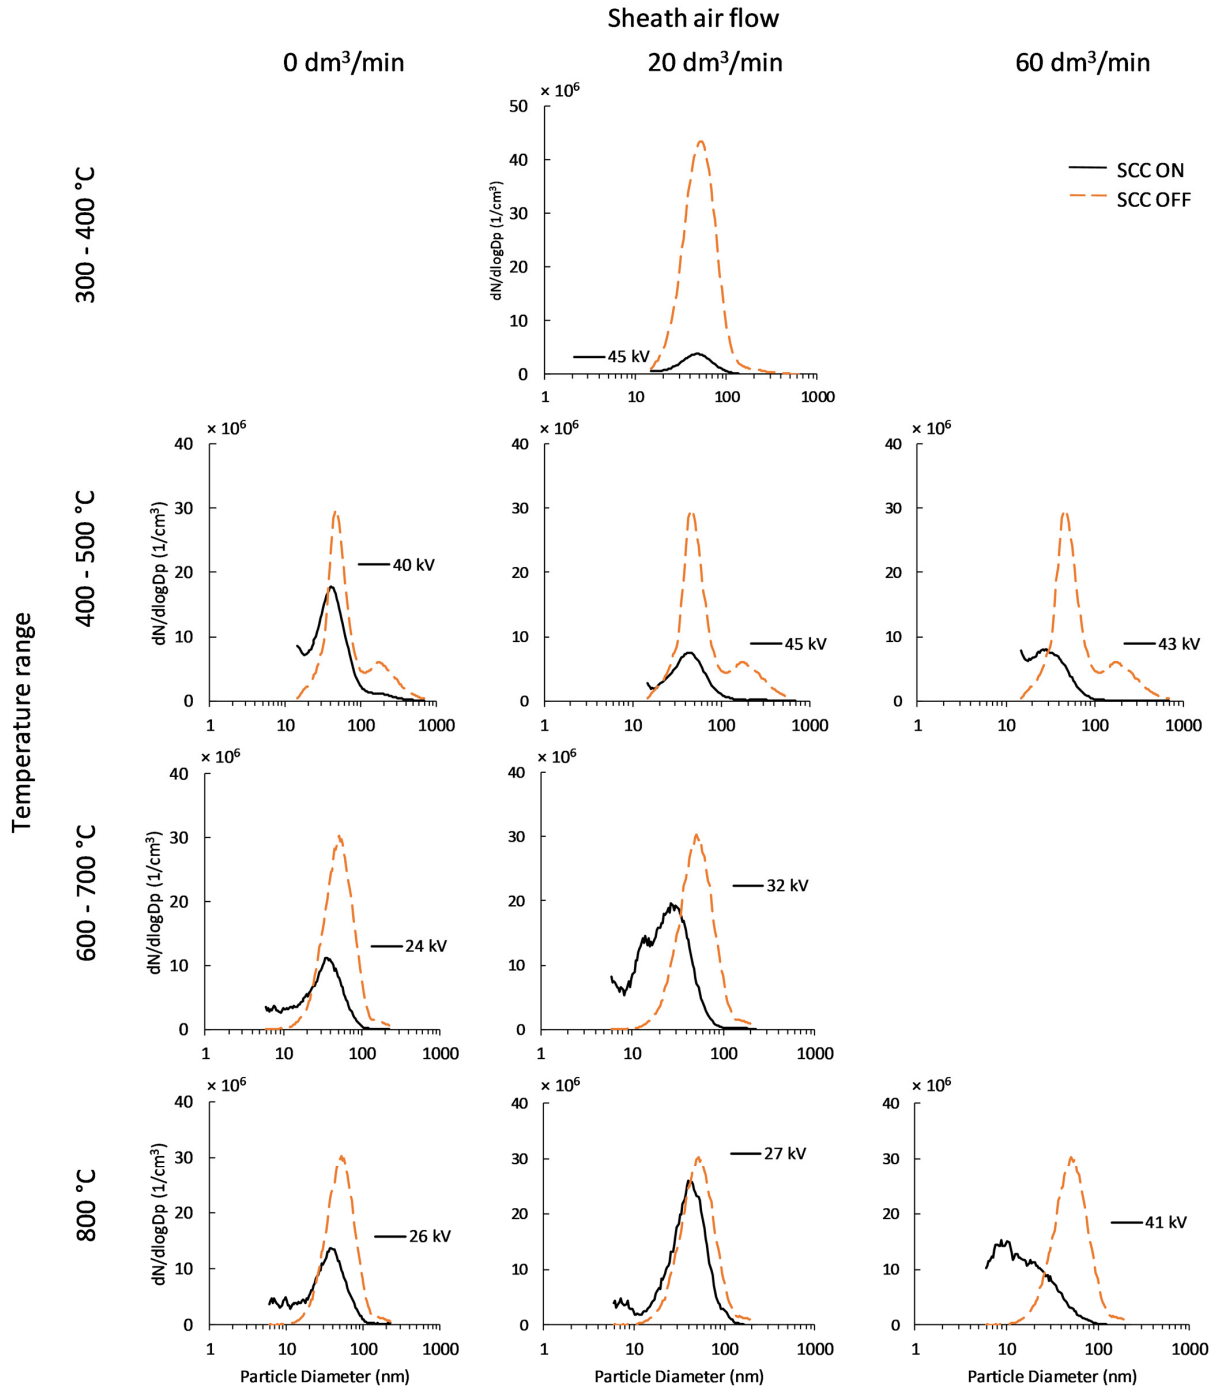 Sheath air flow
0 dm³/min 20 dm³/min 60 dm³/min
Temperature range
300 - 400 °C
× 10⁶
dN/dlogDp (1/cm³)
50
40
30
20
10
0
45 kV
1 10 100 1000
SCC ON
SCC OFF
400 - 500 °C
× 10⁶
dN/dlogDp (1/cm³)
40
30
20
10
0
40 kV
1 10 100 1000
× 10⁶
40
30
20
10
0
45 kV
1 10 100 1000
× 10⁶
40
30
20
10
0
43 kV
1 10 100 1000
600 - 700 °C
× 10⁶
dN/dlogDp (1/cm³)
40
30
20
10
0
24 kV
1 10 100 1000
× 10⁶
40
30
20
10
0
32 kV
1 10 100 1000
800 °C
× 10⁶
dN/dlogDp (1/cm³)
40
30
20
10
0
26 kV
1 10 100 1000
Particle Diameter (nm)
× 10⁶
40
30
20
10
0
27 kV
1 10 100 1000
Particle Diameter (nm)
× 10⁶
40
30
20
10
0
41 kV
1 10 100 1000
Particle Diameter (nm)